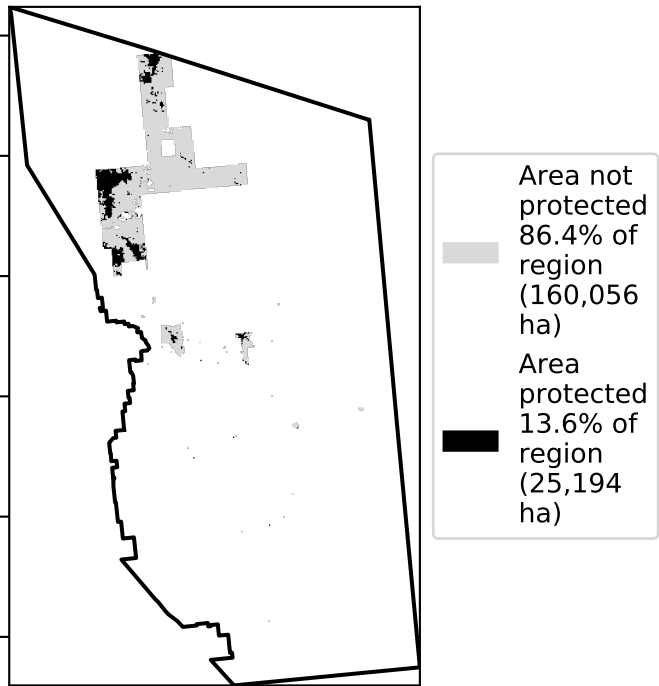 Area not
protected
86.4% of
region
(160,056
ha)
Area
protected
13.6% of
region
(25,194
ha)